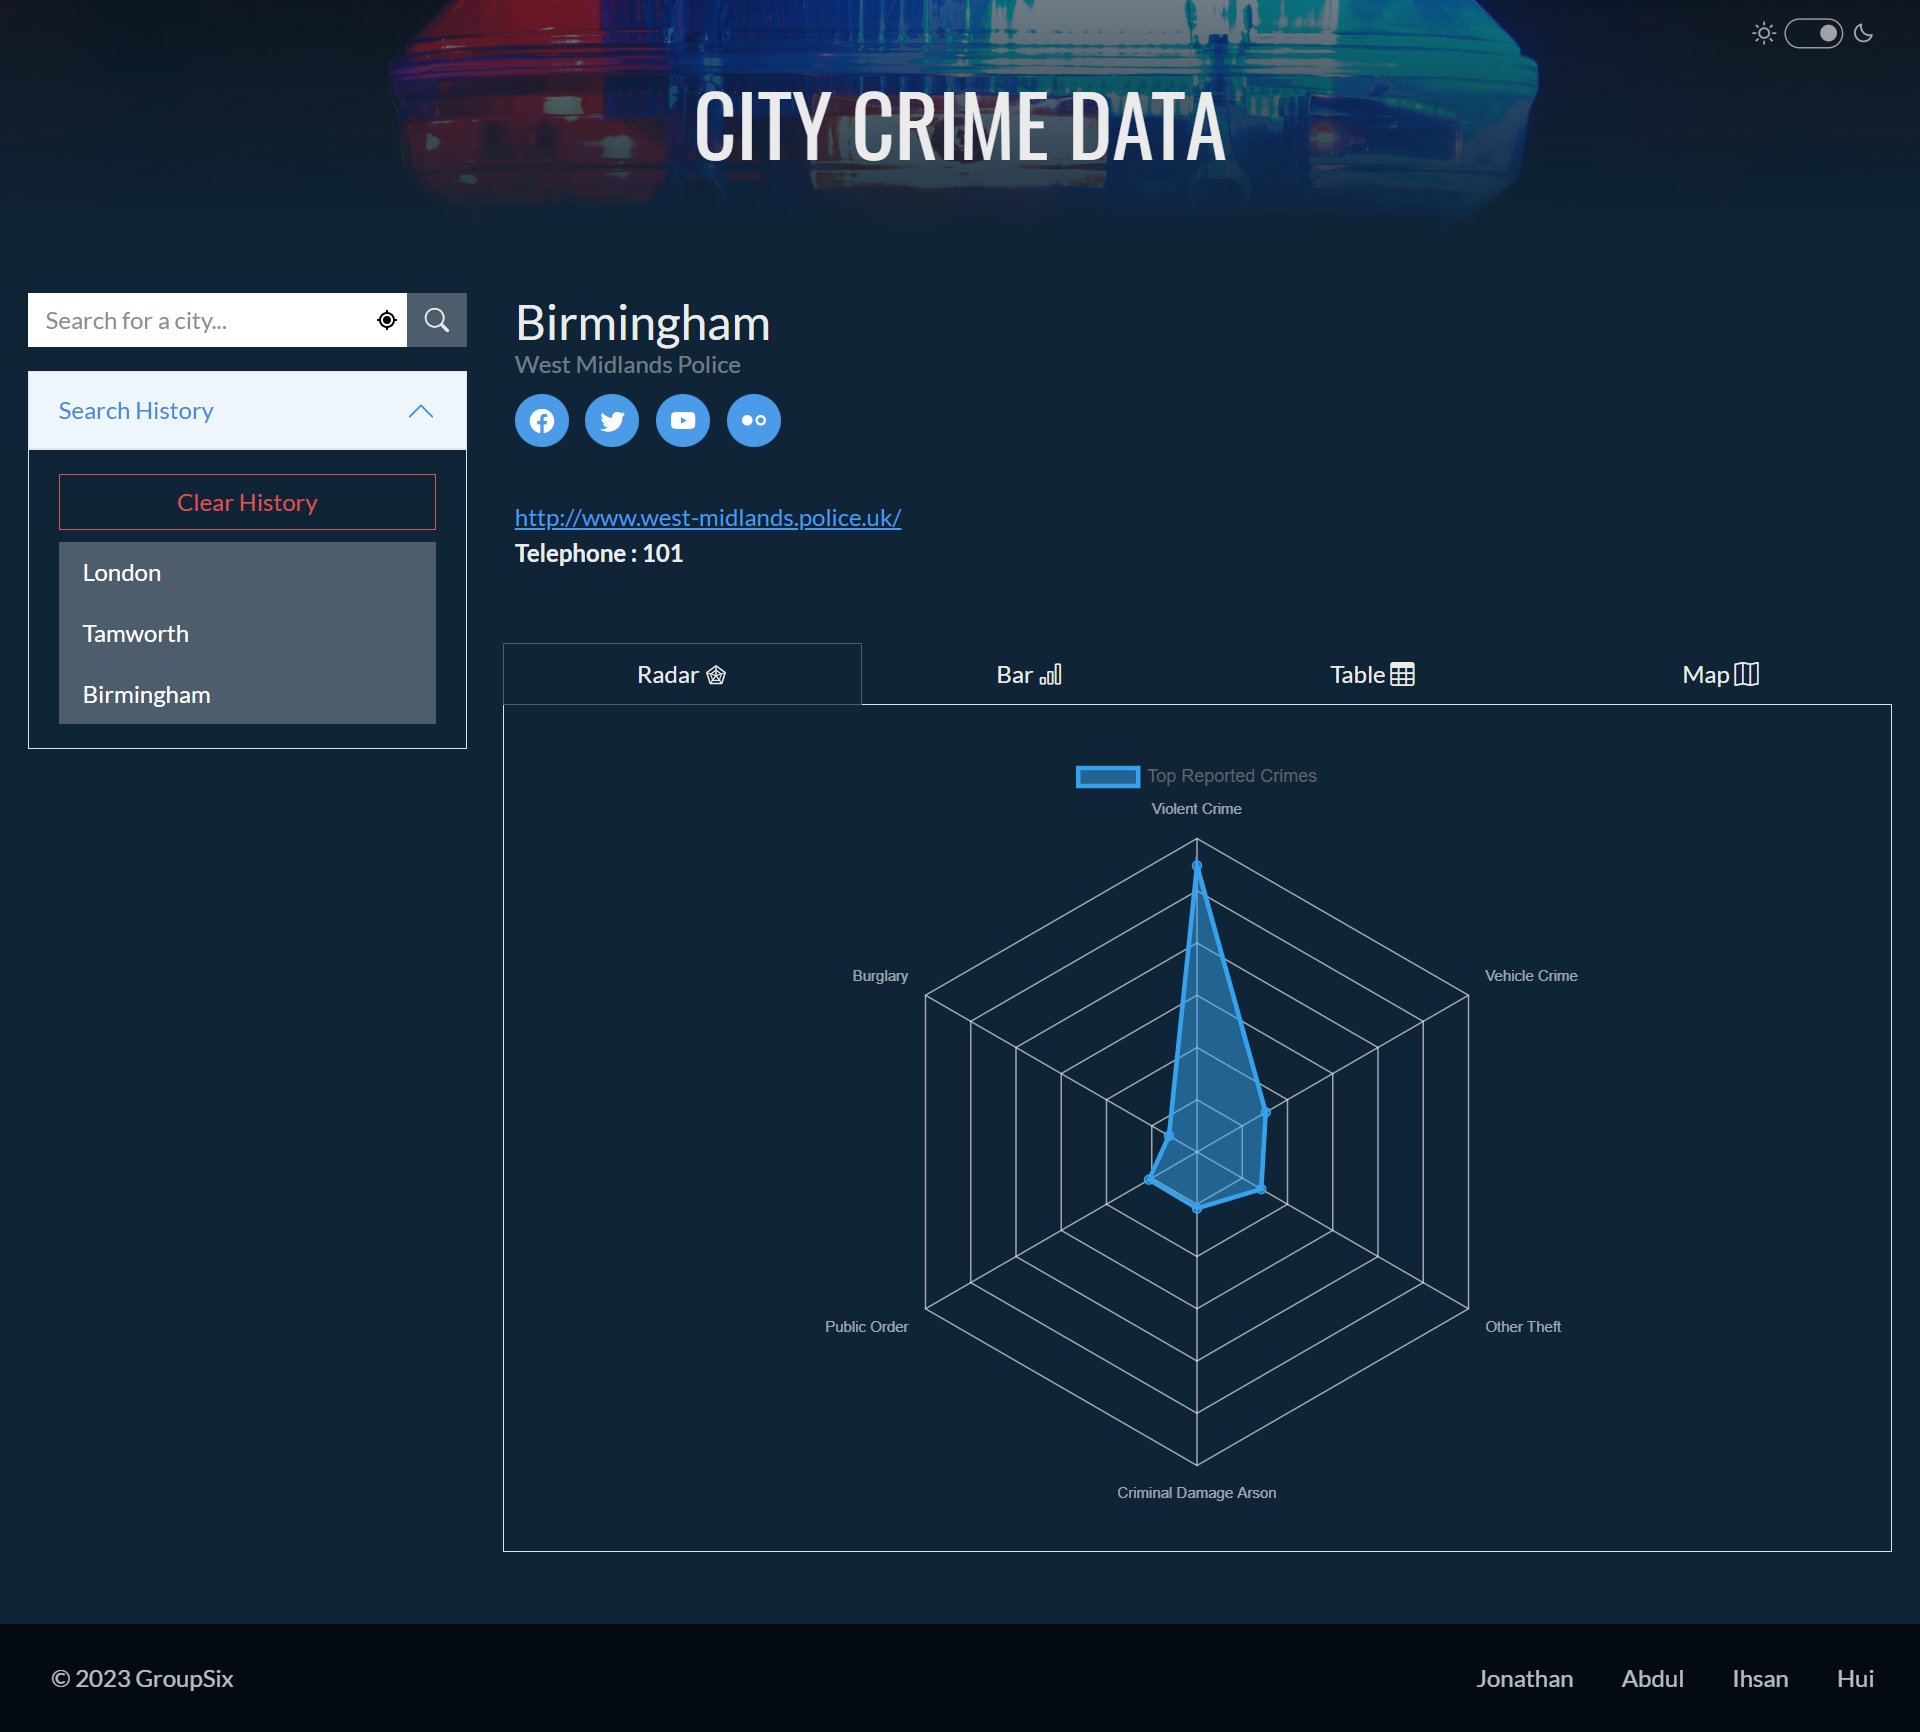 CITY CRIME DATA
Search for a city...
Search History
Clear History
London
Tamworth
Birmingham
Birmingham
West Midlands Police
http://www.west-midlands.police.uk/
Telephone : 101
Radar
Bar
Table
Map
Top Reported Crimes
Violent Crime
Burglary
Vehicle Crime
Public Order
Other Theft
Criminal Damage Arson
© 2023 GroupSix
Jonathan
Abdul
Ihsan
Hui